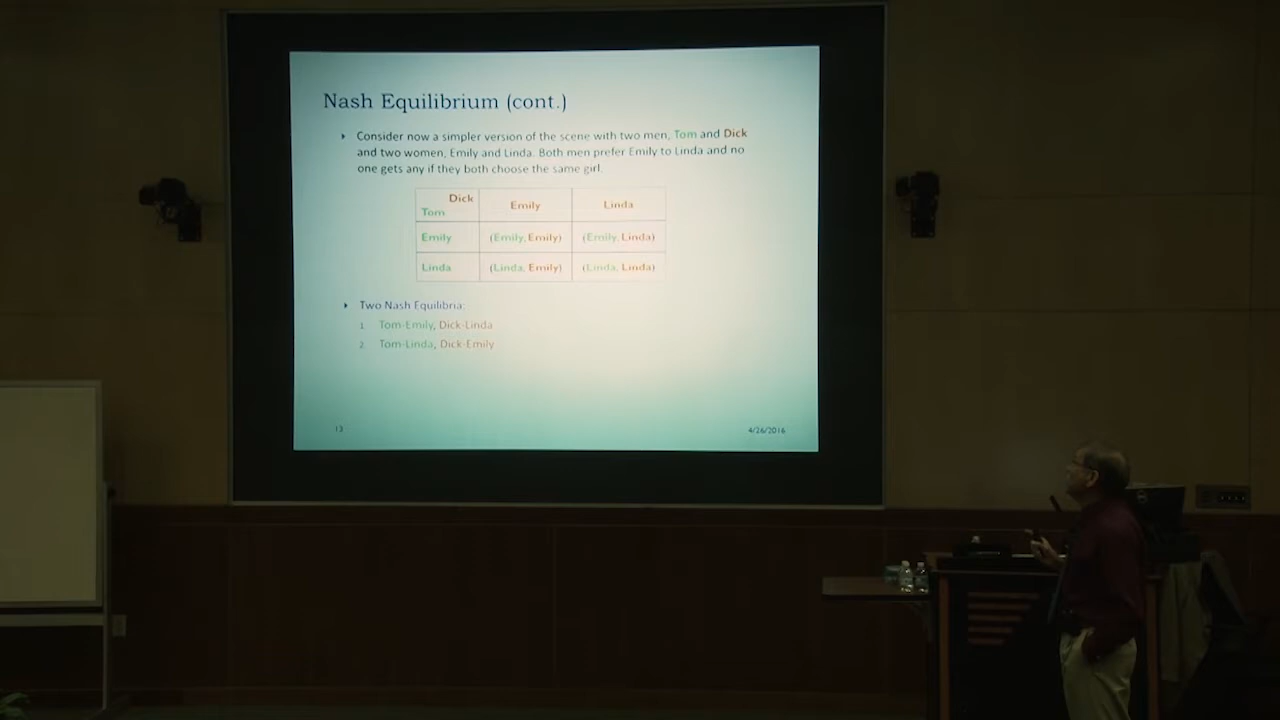 Nash Equilibrium (cont.)
Consider now a simpler version of the scene with two men, Tom and Dick
and two women, Emily and Linda. Both men prefer Emily to Linda and no
one gets any if they both choose the same girl.
Dick
Tom
Emily
Linda
Emily
(Emily, Emily)
(Emily, Linda)
Linda
(Linda, Emily)
(Linda, Linda)
Two Nash Equilibria:
1. Tom-Emily, Dick-Linda
2. Tom-Linda, Dick-Emily
13
4/26/2016